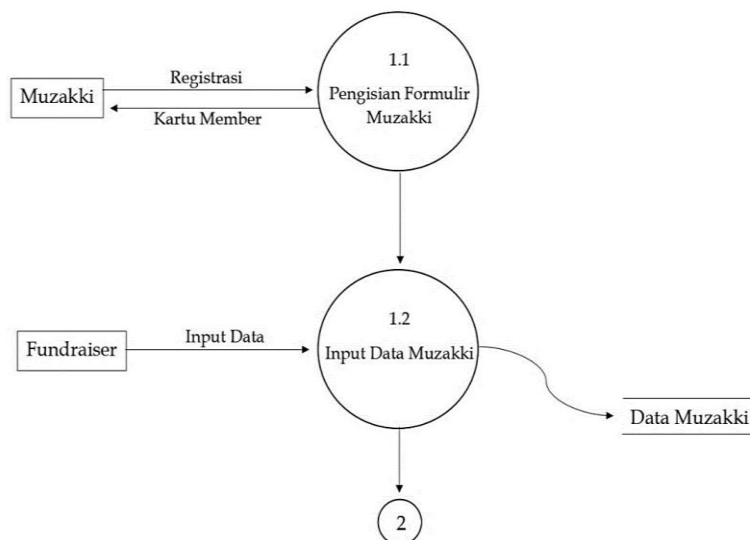 1.1
Registrasi
Pengisian Formulir
Muzakki
Muzakki
Kartu Member
1.2
Input Data
Fundraiser
Input Data Muzakki
Data Muzakki
2